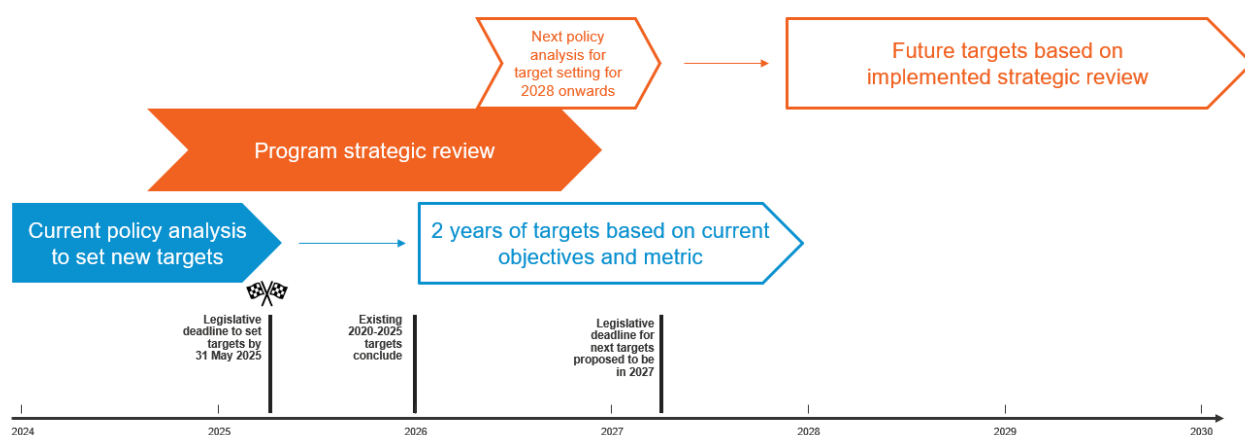 Next policy
analysis for
target setting for
2028 onwards
Future targets based on
implemented strategic review
Program strategic review
Current policy analysis
to set new targets
2 years of targets based on current
objectives and metric
Legislative
deadline to set
targets by
31 May 2025
Existing
2020-2025
targets
conclude
Legislative
deadline for
next targets
proposed to be
in 2027
2024
2025
2026
2027
2028
2029
2030